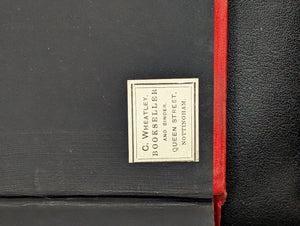 C. WHEATLEY,
BOOKSELLER
AND BINDER,
QUEEN STREET,
NOTTINGHAM.